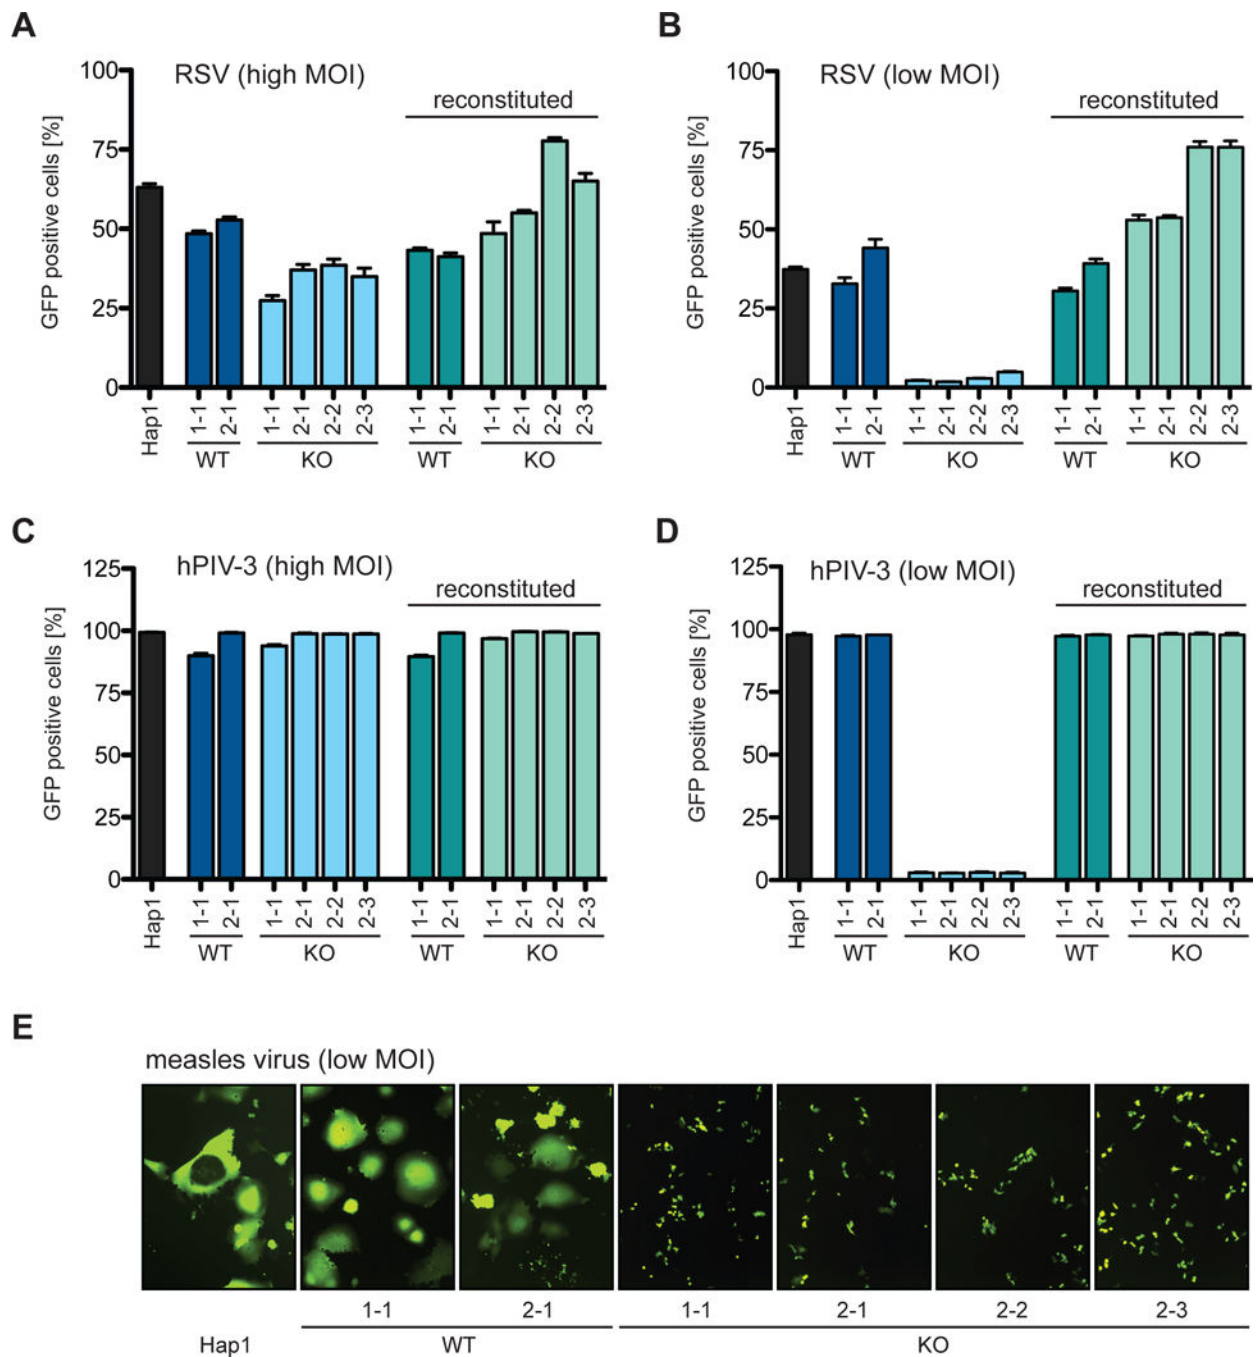 A
RSV (high MOI)
reconstituted
GFP positive cells [%]
100
75
50
25
0
Hap1
1-1
2-1
1-1
2-1
2-2
2-3
1-1
2-1
1-1
2-1
2-2
2-3
WT
KO
WT
KO
B
RSV (low MOI)
reconstituted
GFP positive cells [%]
100
75
50
25
0
Hap1
1-1
2-1
1-1
2-1
2-2
2-3
1-1
2-1
1-1
2-1
2-2
2-3
WT
KO
WT
KO
C
hPIV-3 (high MOI)
reconstituted
GFP positive cells [%]
125
100
75
50
25
0
Hap1
1-1
2-1
1-1
2-1
2-2
2-3
1-1
2-1
1-1
2-1
2-2
2-3
WT
KO
WT
KO
D
hPIV-3 (low MOI)
reconstituted
GFP positive cells [%]
125
100
75
50
25
0
Hap1
1-1
2-1
1-1
2-1
2-2
2-3
1-1
2-1
1-1
2-1
2-2
2-3
WT
KO
WT
KO
E
measles virus (low MOI)
1-1 2-1 1-1 2-1 2-2 2-3
Hap1 WT KO